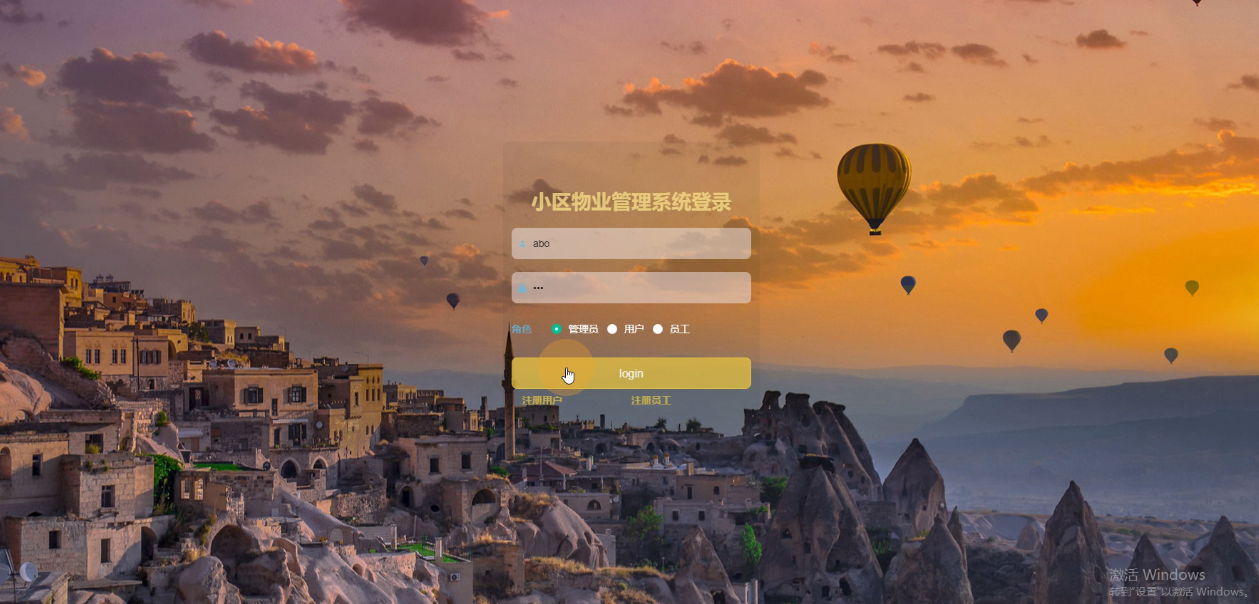 小区物业管理系统登录
abo
•••
角色 管理员 用户 员工
login
注册用户 注册员工
激活 Windows
转到"设置"以激活 Windows。